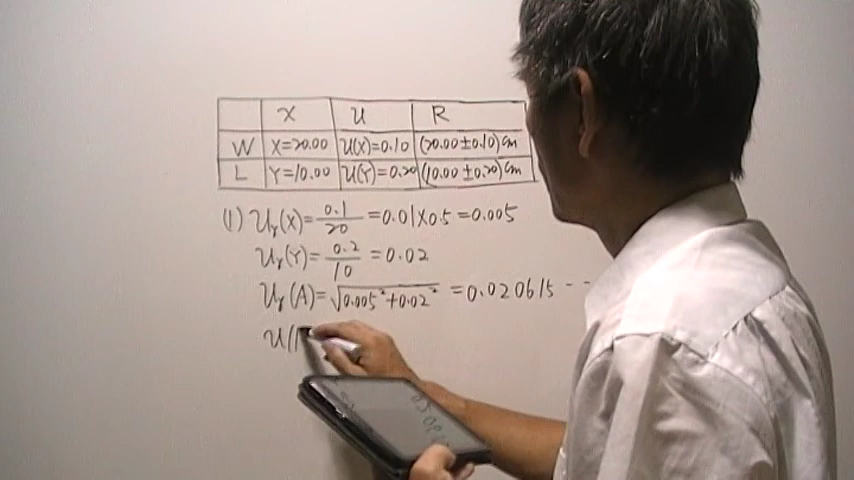 X U R
W X=20.00 U(X)=0.10 (20.00±0.10)cm
L Y=10.00 U(Y)=0.20 (10.00±0.20)cm
(1) Ur(X)=0.1/20=0.01×0.5=0.005
Ur(Y)=0.2/10=0.02
Ur(A)=√0.005²+0.02²=0.020615--
U(